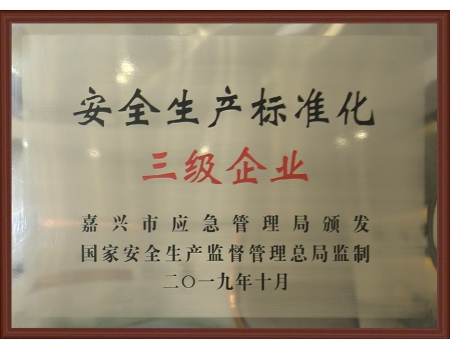 安全生产标准化
三级企业
嘉兴市应急管理局颁发
国家安全生产监督管理总局监制
二〇一九年十月